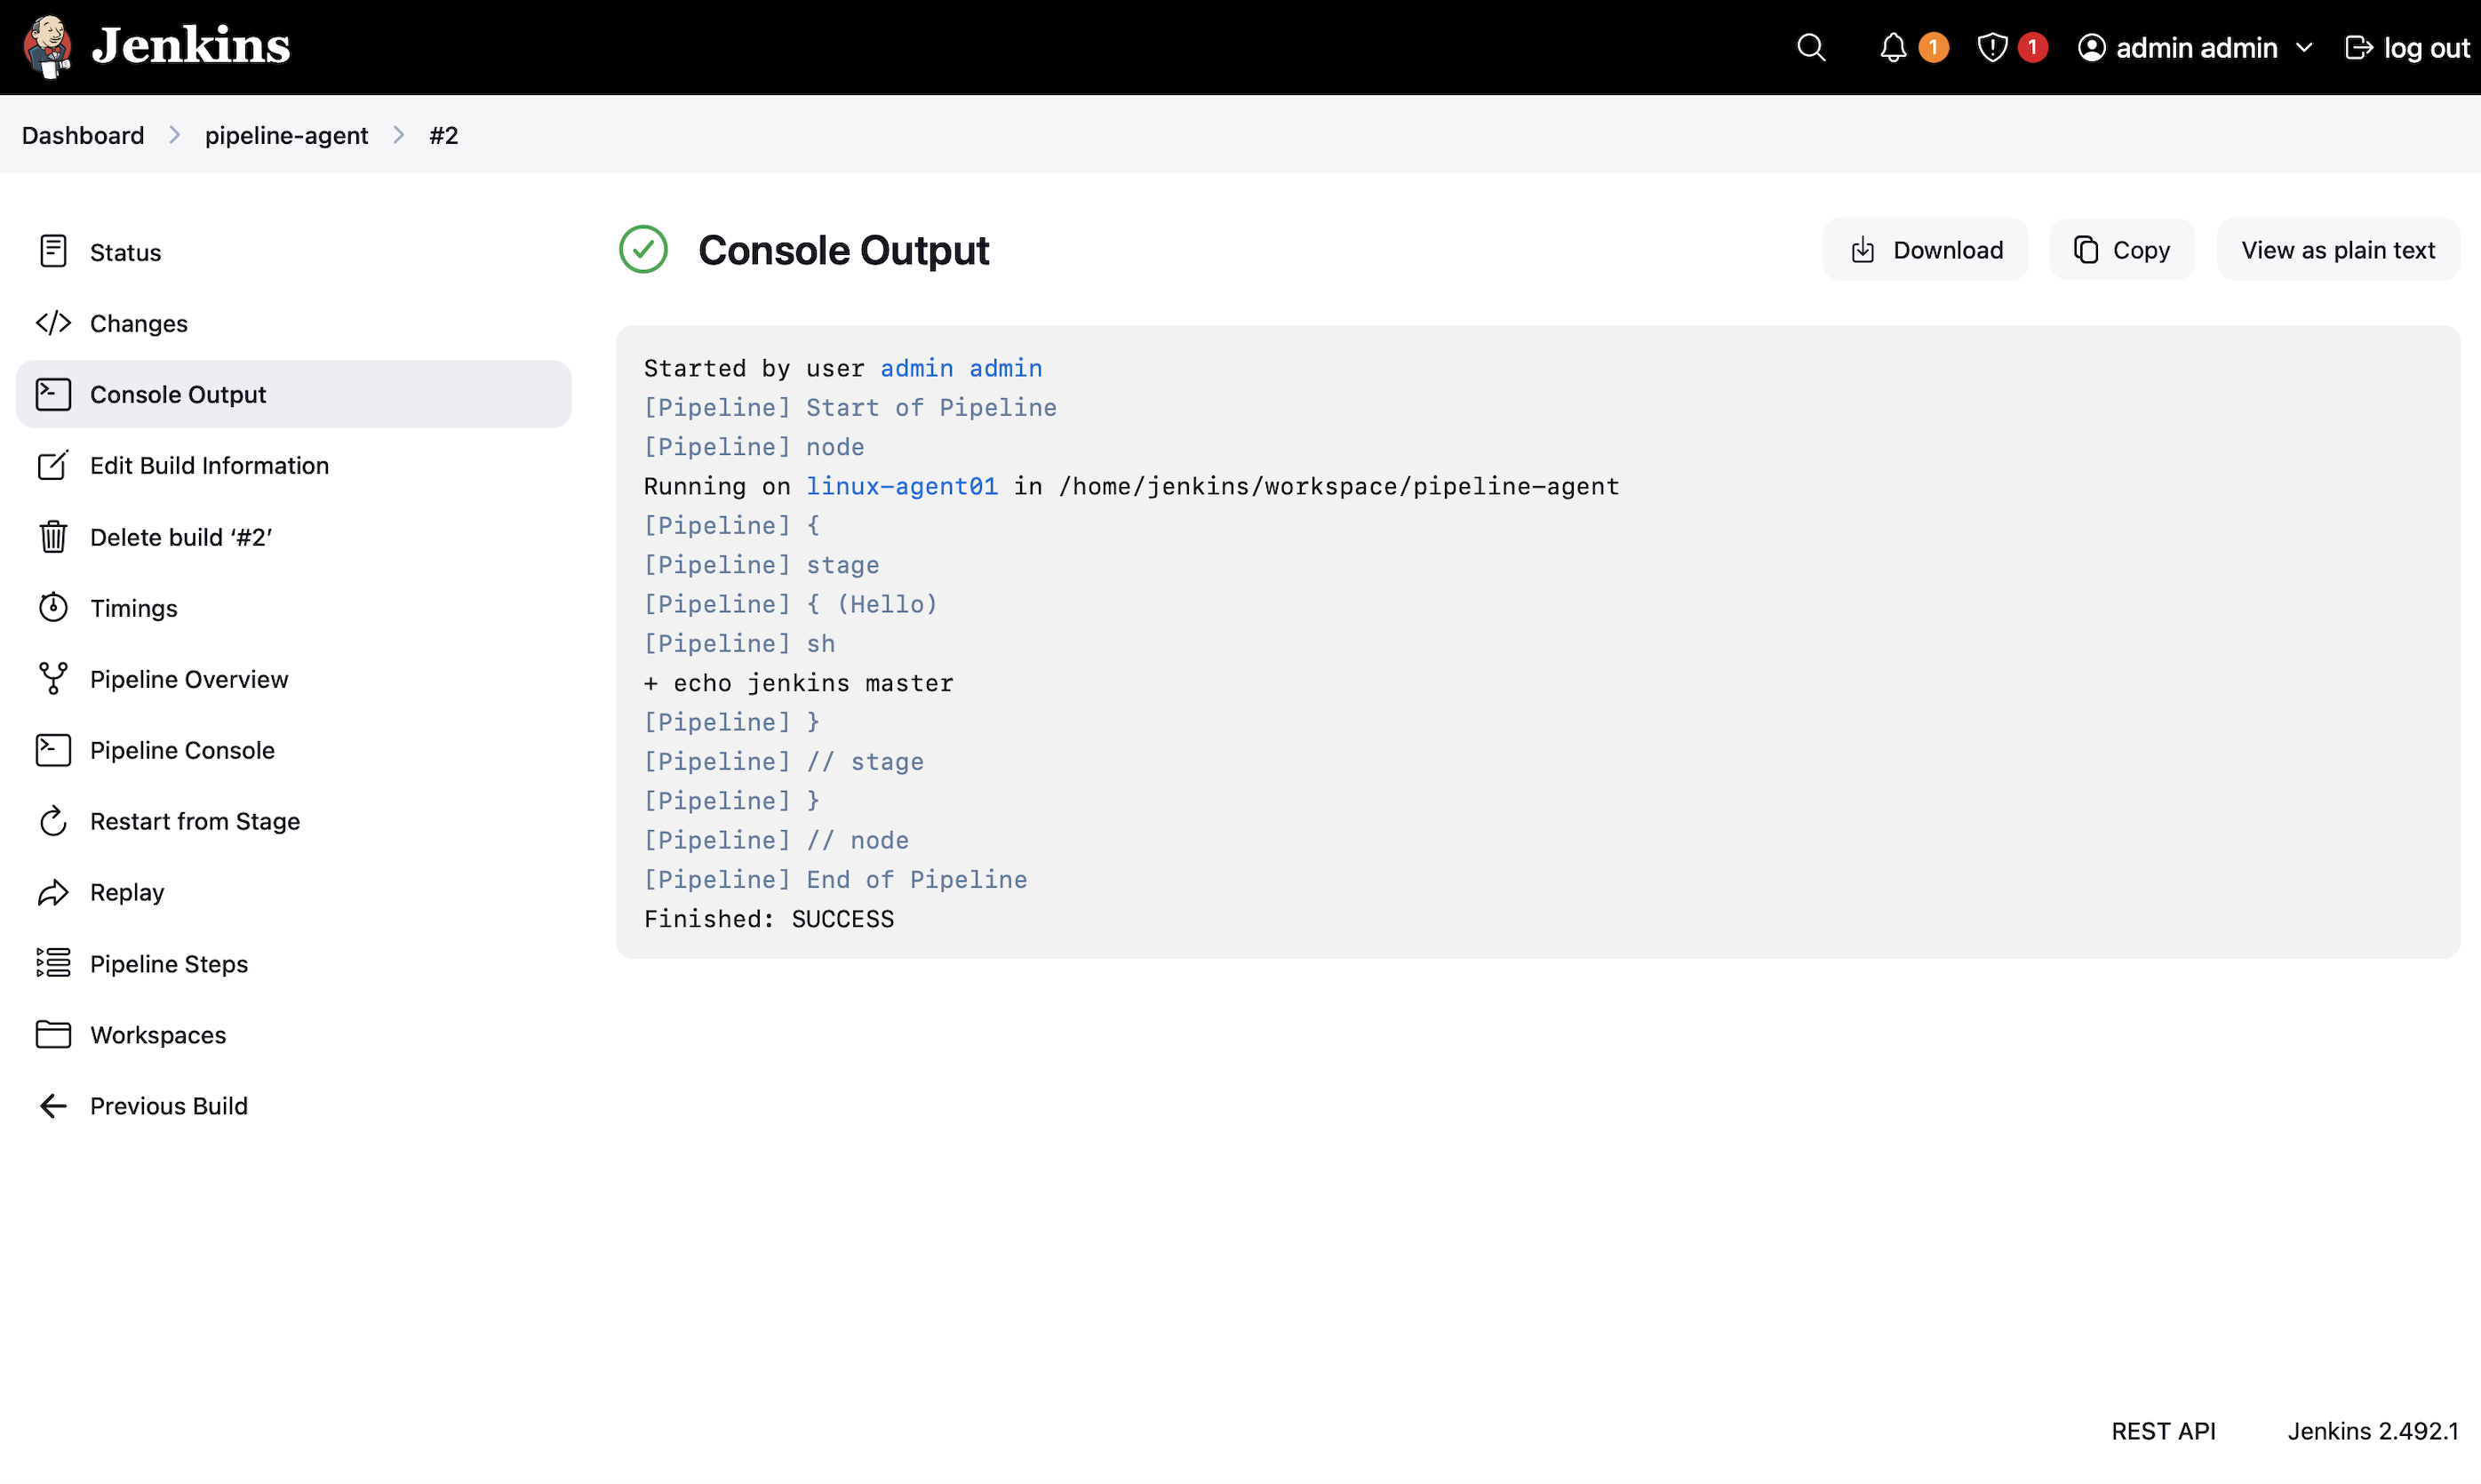 Jenkins
1
1
admin admin
log out
Dashboard
pipeline-agent
#2
Status
Changes
Console Output
Edit Build Information
Delete build ‘#2’
Timings
Pipeline Overview
Pipeline Console
Restart from Stage
Replay
Pipeline Steps
Workspaces
Previous Build
Console Output
Download
Copy
View as plain text
Started by user admin admin
[Pipeline] Start of Pipeline
[Pipeline] node
Running on linux-agent01 in /home/jenkins/workspace/pipeline-agent
[Pipeline] {
[Pipeline] stage
[Pipeline] { (Hello)
[Pipeline] sh
+ echo jenkins master
[Pipeline] }
[Pipeline] // stage
[Pipeline] }
[Pipeline] // node
[Pipeline] End of Pipeline
Finished: SUCCESS
REST API
Jenkins 2.492.1